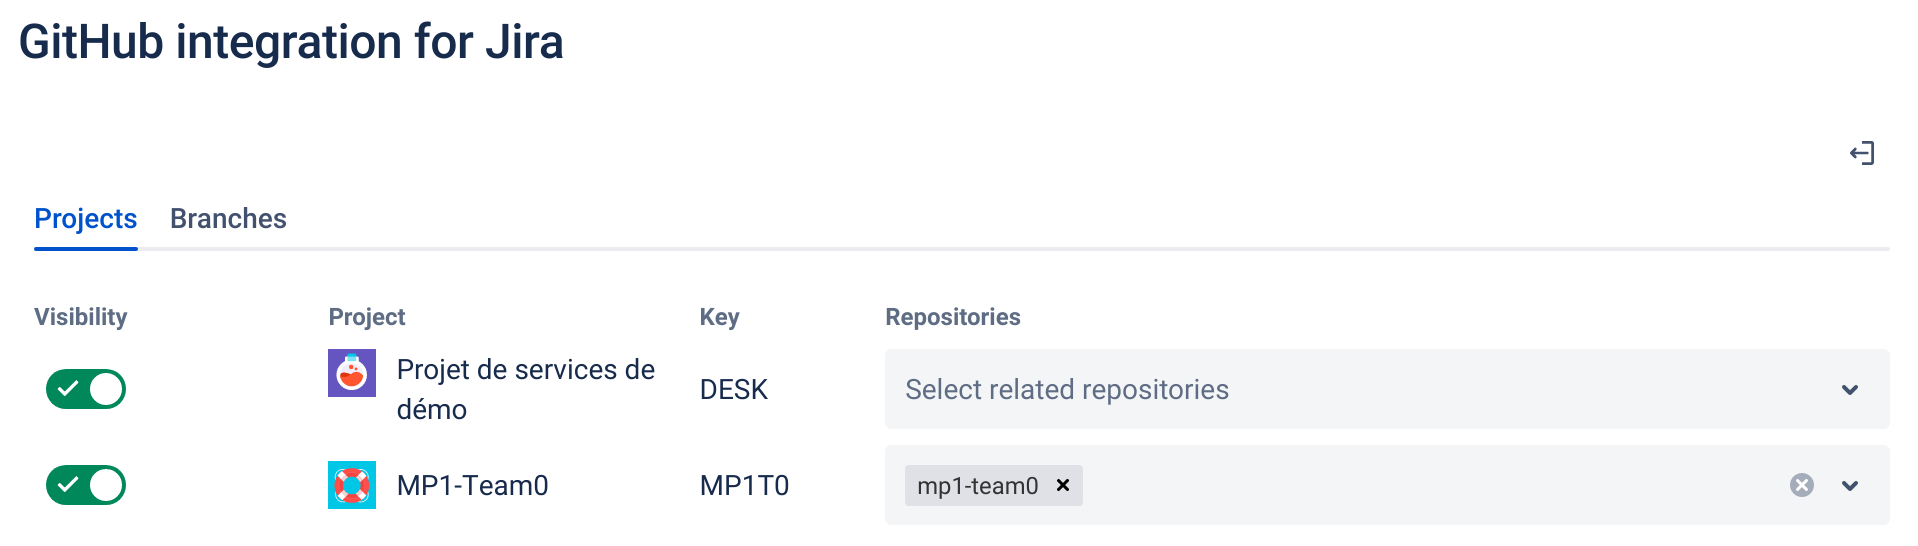 GitHub integration for Jira
Projects Branches
Visibility Project Key Repositories
Projet de services de
démo
DESK
Select related repositories
MP1-Team0 MP1T0 mp1-team0